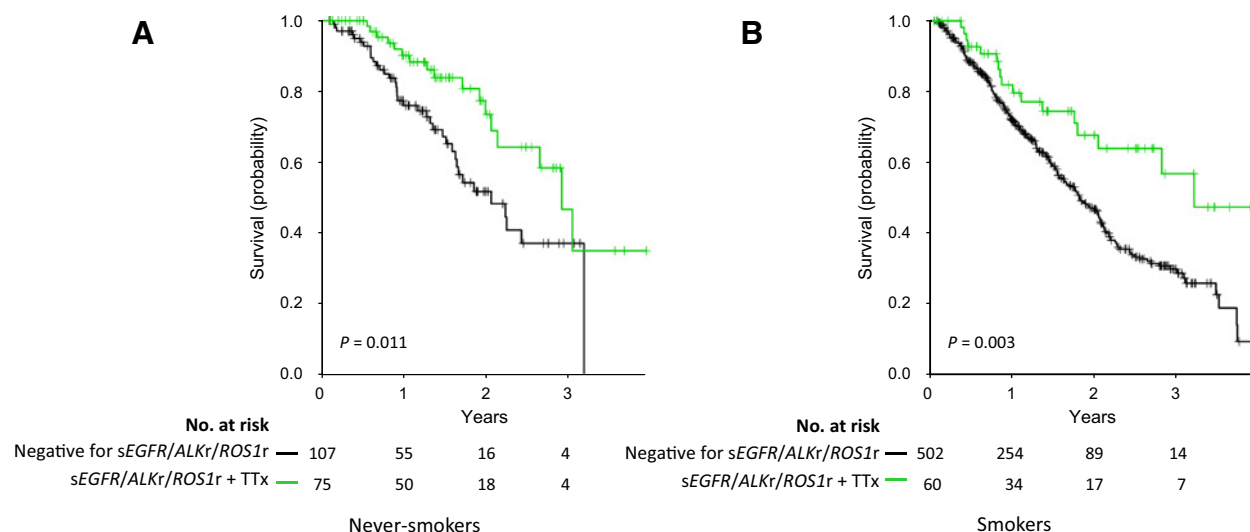 A
Survival (probability)
1.0
0.8
0.6
0.4
0.2
0.0
P = 0.011
0 1 2 3
Years
No. at risk
Negative for sEGFR/ALKr/ROS1r 107 55 16 4
sEGFR/ALKr/ROS1r + TTx 75 50 18 4
Never-smokers
B
Survival (probability)
1.0
0.8
0.6
0.4
0.2
0.0
P = 0.003
0 1 2 3
Years
No. at risk
Negative for sEGFR/ALKr/ROS1r 502 254 89 14
sEGFR/ALKr/ROS1r + TTx 60 34 17 7
Smokers